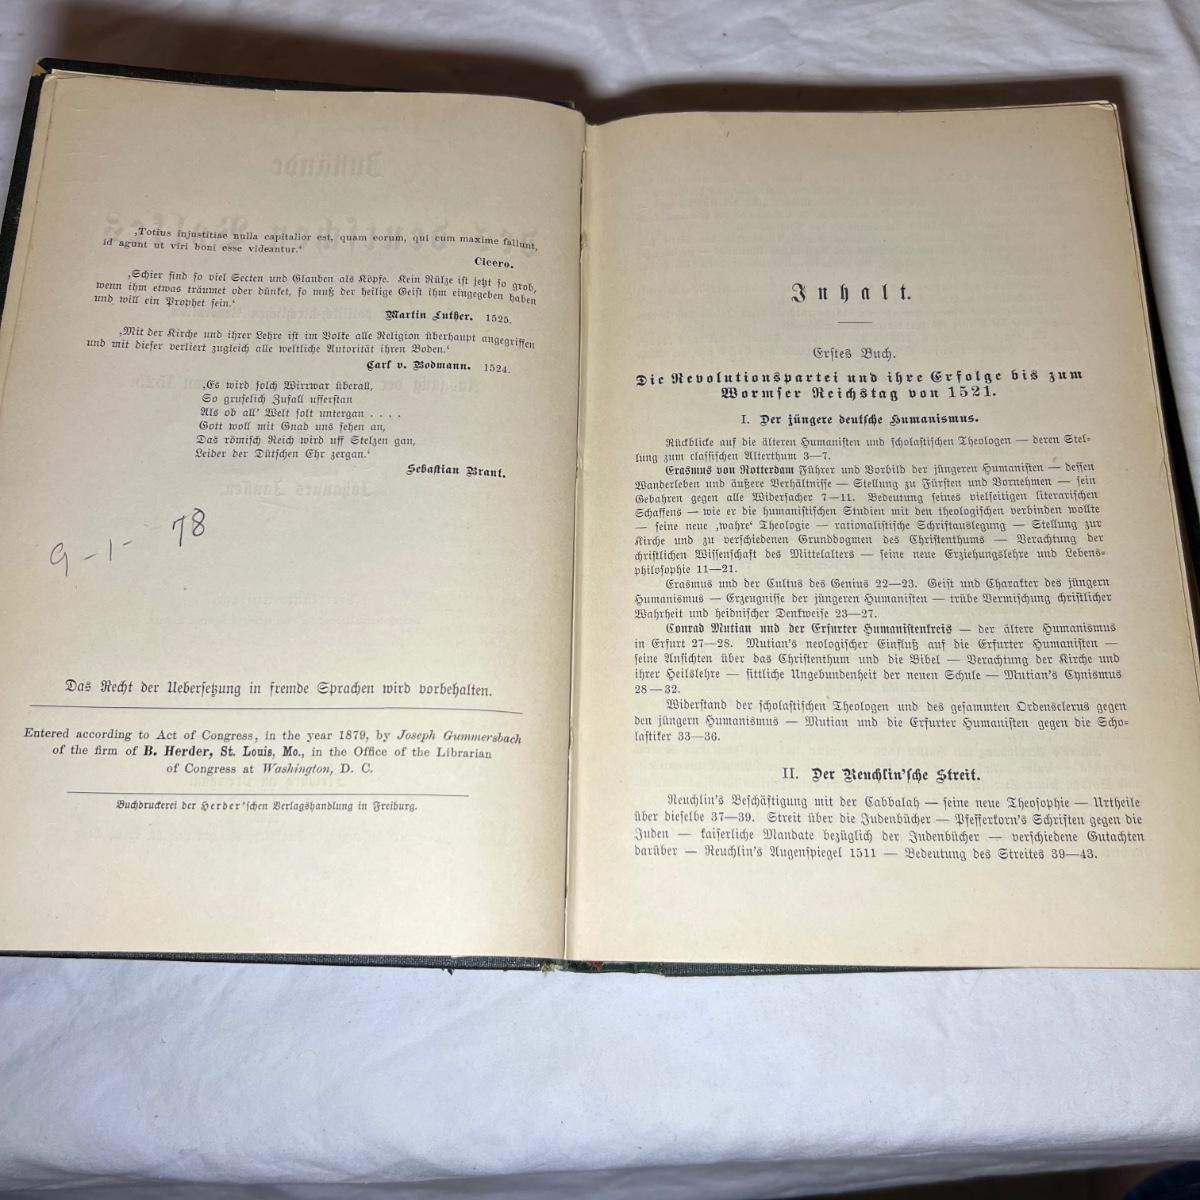 ‚Totius injustitiae nulla capitalior est, quam eorum, qui cum maxime fallunt,
id agunt ut viri boni esse videantur.‘
Cicero.
‚Schier sind so viel Secten und Glauben als Köpfe. Kein Rülze ist jetzt so grob,
wenn ihm etwas träumet oder dünket, so muß der heilige Geist ihm eingegeben haben
und will ein Prophet sein.‘
Martin Luther. 1525.
‚Mit der Kirche und ihrer Lehre ist im Volke alle Religion überhaupt angegriffen
und mit dieser verliert zugleich alle weltliche Autorität ihren Boden.‘
Carl v. Bodmann. 1524.
‚Es wird solch Wirrwar überall,
So gruselich Zufall ufferstan
Als ob all' Welt solt untergan . . . .
Gott woll mit Gnad uns sehen an,
Das römisch Reich wird uff Stelzen gan,
Leider der Dütschen Ehr zergan.‘
Sebastian Brant.
9-1- 78
Das Recht der Uebersetzung in fremde Sprachen wird vorbehalten.
Entered according to Act of Congress, in the year 1879, by Joseph Gummersbach
of the firm of B. Herder, St. Louis, Mo., in the Office of the Librarian
of Congress at Washington, D. C.
Buchdruckerei der Herder'schen Verlagshandlung in Freiburg.
Inhalt.
Erstes Buch.
Die Revolutionspartei und ihre Erfolge bis zum
Wormser Reichstag von 1521.
I. Der jüngere deutsche Humanismus.
Rückblicke auf die älteren Humanisten und scholastischen Theologen — deren Stel-
lung zum classischen Alterthum 3—7.
Erasmus von Rotterdam Führer und Vorbild der jüngeren Humanisten — dessen
Wanderleben und äußere Verhältnisse — Stellung zu Fürsten und Vornehmen — sein
Gebahren gegen alle Widersacher 7—11. Bedeutung seines vielseitigen literarischen
Schaffens — wie er die humanistischen Studien mit den theologischen verbinden wollte
— seine neue ‚wahre‘ Theologie — rationalistische Schriftauslegung — Stellung zur
Kirche und zu verschiedenen Grunddogmen des Christenthums — Verachtung der
christlichen Wissenschaft des Mittelalters — seine neue Erziehungslehre und Lebens-
philosophie 11—21.
Erasmus und der Cultus des Genius 22—23. Geist und Charakter des jüngern
Humanismus — Erzeugnisse der jüngeren Humanisten — trübe Vermischung christlicher
Wahrheit und heidnischer Denkweise 23—27.
Conrad Mutian und der Erfurter Humanistenkreis — der ältere Humanismus
in Erfurt 27—28. Mutian's neologischer Einfluß auf die Erfurter Humanisten —
seine Ansichten über das Christenthum und die Bibel — Verachtung der Kirche und
ihrer Heilslehre — sittliche Ungebundenheit der neuen Schule — Mutian's Cynismus
28—32.
Widerstand der scholastischen Theologen und des gesammten Ordensclerus gegen
den jüngern Humanismus — Mutian und die Erfurter Humanisten gegen die Scho-
lastiker 33—36.
II. Der Reuchlin'sche Streit.
Reuchlin's Beschäftigung mit der Cabbalah — seine neue Theosophie — Urtheile
über dieselbe 37—39. Streit über die Judenbücher — Pfefferkorn's Schriften gegen die
Juden — kaiserliche Mandate bezüglich der Judenbücher — verschiedene Gutachten
darüber — Reuchlin's Augenspiegel 1511 — Bedeutung des Streites 39—43.